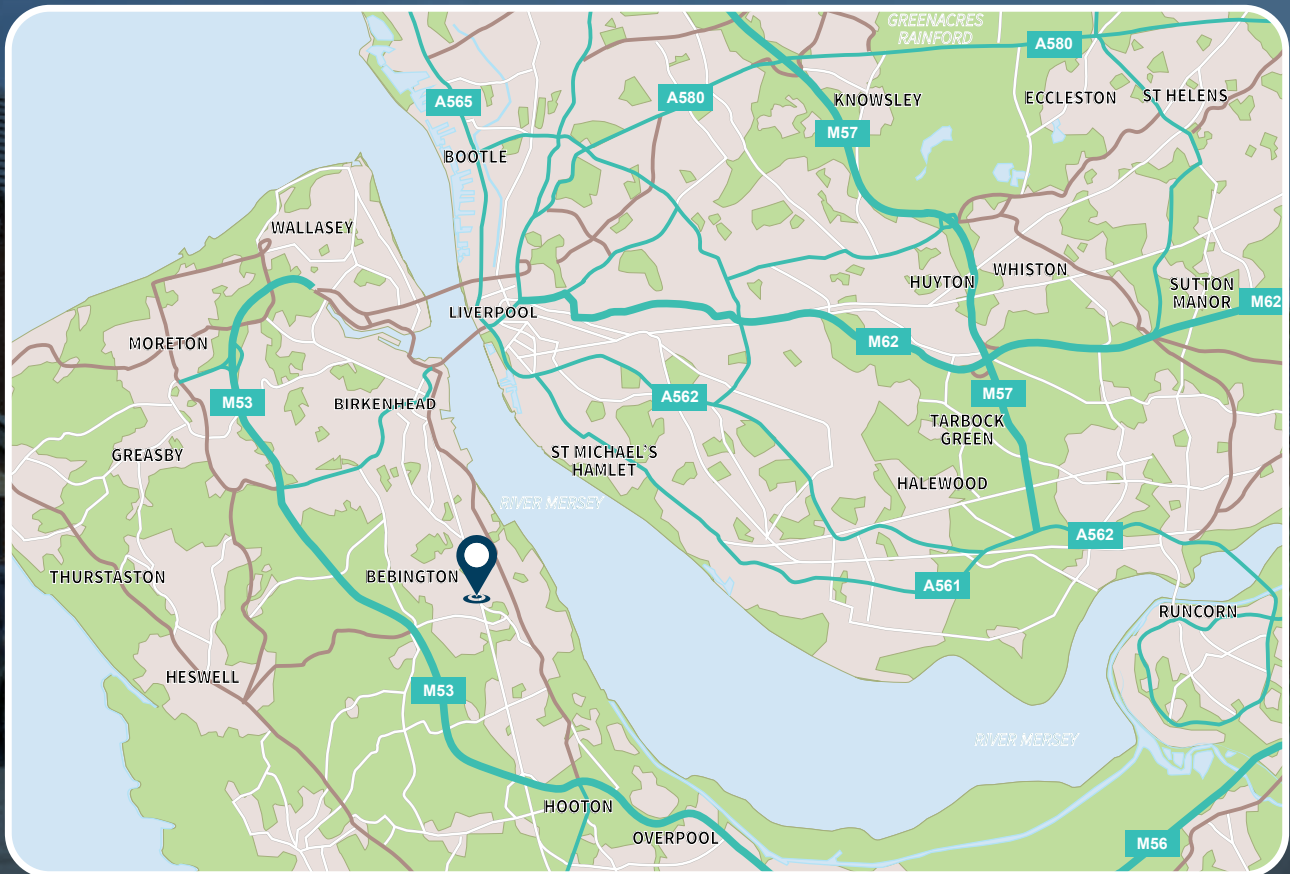 GREENACRES
RAINFORD
A580
A565
A580
KNOWSLEY
ECCLESTON
ST HELENS
M57
BOOTLE
WALLASEY
HUYTON
WHISTON
SUTTON
MANOR
M62
LIVERPOOL
MORETON
M62
M53
BIRKENHEAD
A562
M57
TARBOCK
GREEN
GREASBY
ST MICHAEL`S
HAMLET
HALEWOOD
RIVER MERSEY
A562
THURSTASTON
BEBINGTON
A561
RUNCORN
HESWELL
M53
RIVER MERSEY
HOOTON
OVERPOOL
M56